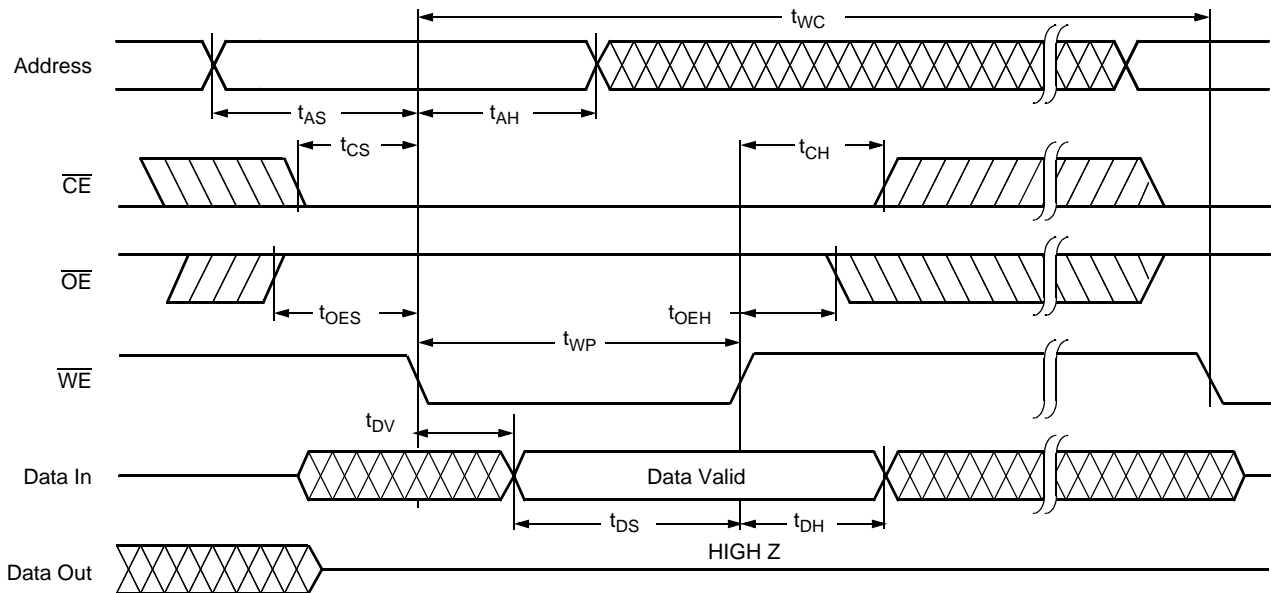 tWC
Address
tAS
tAH
tCS
tCH
CE
OE
tOES
tOEH
tWP
WE
tDV
Data In
Data Valid
tDS
tDH
HIGH Z
Data Out